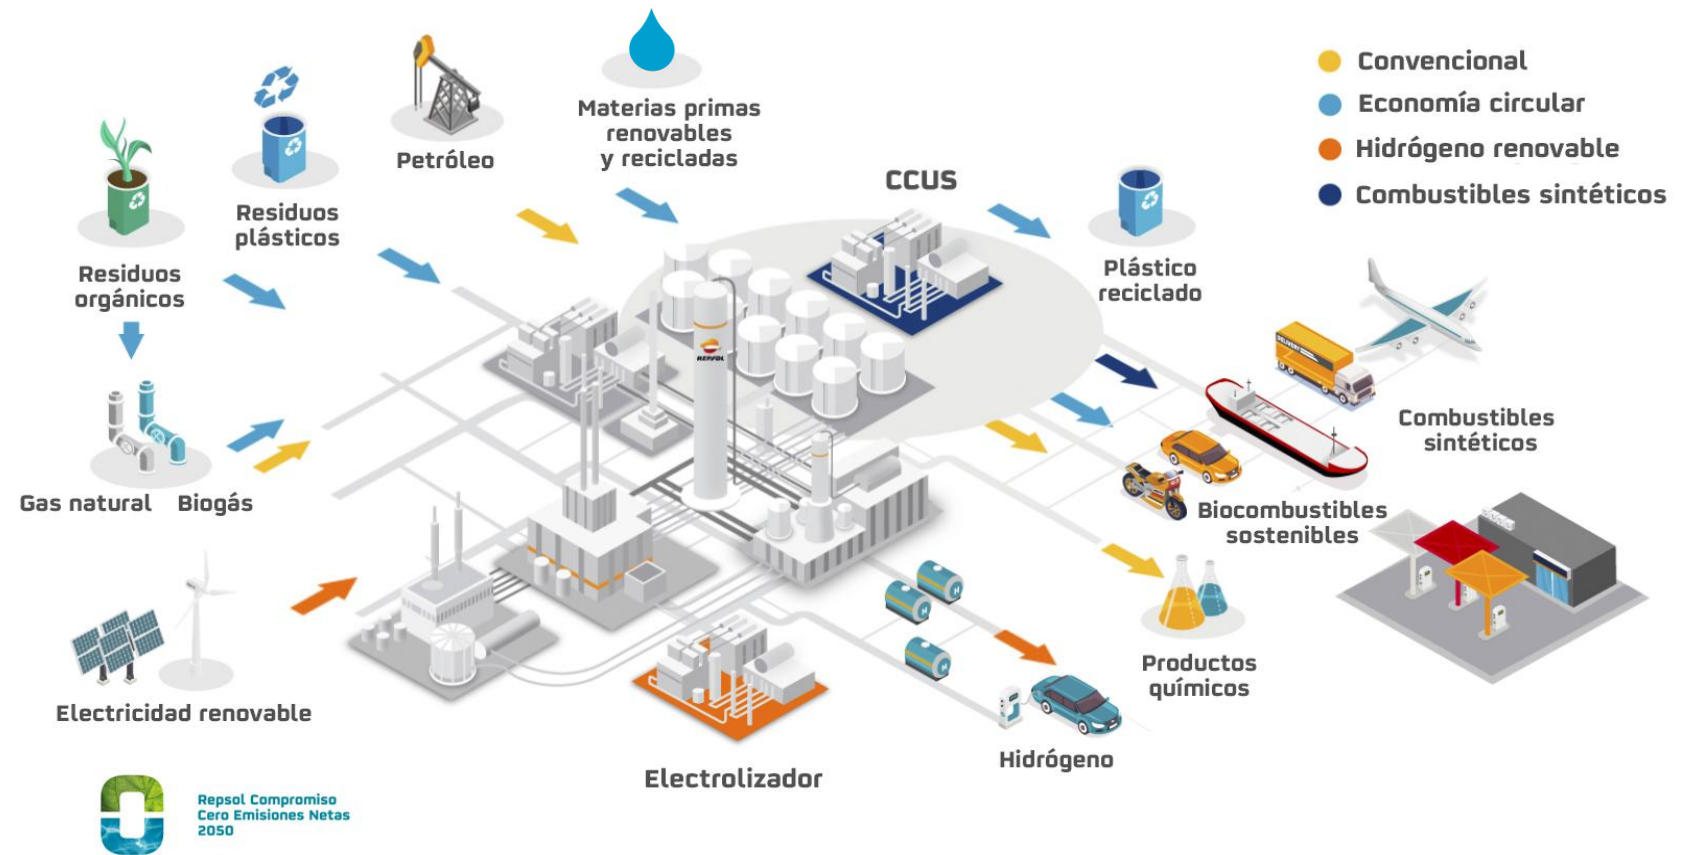 Petróleo
Materias primas
renovables
y recicladas
Convencional
Economía circular
Hidrógeno renovable
Combustibles sintéticos
CCUS
Residuos
plásticos
Residuos
orgánicos
Plástico
reciclado
REPSOL
DELIVERY
Combustibles
sintéticos
Gas natural
Biogás
Biocombustibles
sostenibles
H
H
H
Productos
químicos
Electricidad renovable
Hidrógeno
Electrolizador
Repsol Compromiso
Cero Emisiones Netas
2050